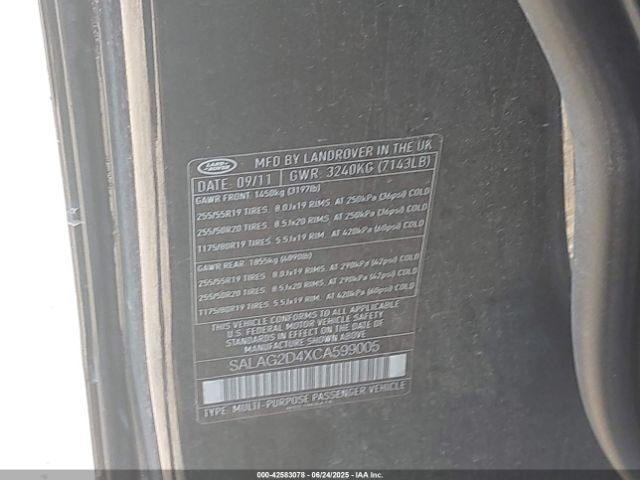 LAND ROVER
MFD BY LANDROVER IN THE UK
DATE: 09/11 GWR: 3240KG (7143LB)
GAWR FRONT: 1450kg (3197lb)
255/55R19 TIRES. 8.0Jx19 RIMS. AT 250kPa (36psi) COLD
255/50R20 TIRES. 8.5Jx20 RIMS. AT 250kPa (36psi) COLD
T175/80R19 TIRES. 5.5Jx19 RIM. AT 420kPa (60psi) COLD
GAWR REAR: 1855kg (4090lb)
255/55R19 TIRES. 8.0Jx19 RIMS. AT 290kPa (42psi) COLD
255/50R20 TIRES. 8.5Jx20 RIMS. AT 290kPa (42psi) COLD
T175/80R19 TIRES. 5.5Jx19 RIM. AT 420kPa (60psi) COLD
THIS VEHICLE CONFORMS TO ALL APPLICABLE
U.S. FEDERAL MOTOR VEHICLE SAFETY
STANDARDS IN EFFECT ON THE DATE OF
MANUFACTURE SHOWN ABOVE
SALAG2D4XCA599005
TYPE: MULTI-PURPOSE PASSENGER VEHICLE
000-42583078 - 06/24/2025 - IAAI.COM